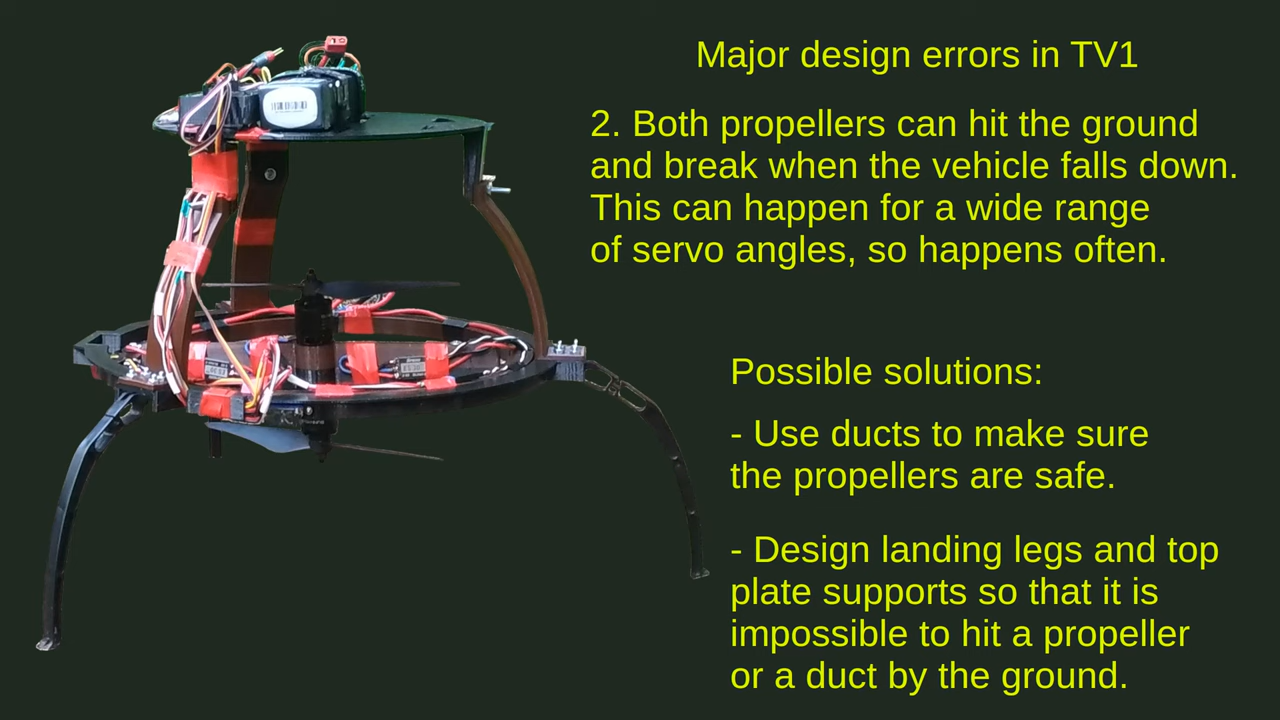 Major design errors in TV1
2. Both propellers can hit the ground
and break when the vehicle falls down.
This can happen for a wide range
of servo angles, so happens often.
Possible solutions:
- Use ducts to make sure
the propellers are safe.
- Design landing legs and top
plate supports so that it is
impossible to hit a propeller
or a duct by the ground.